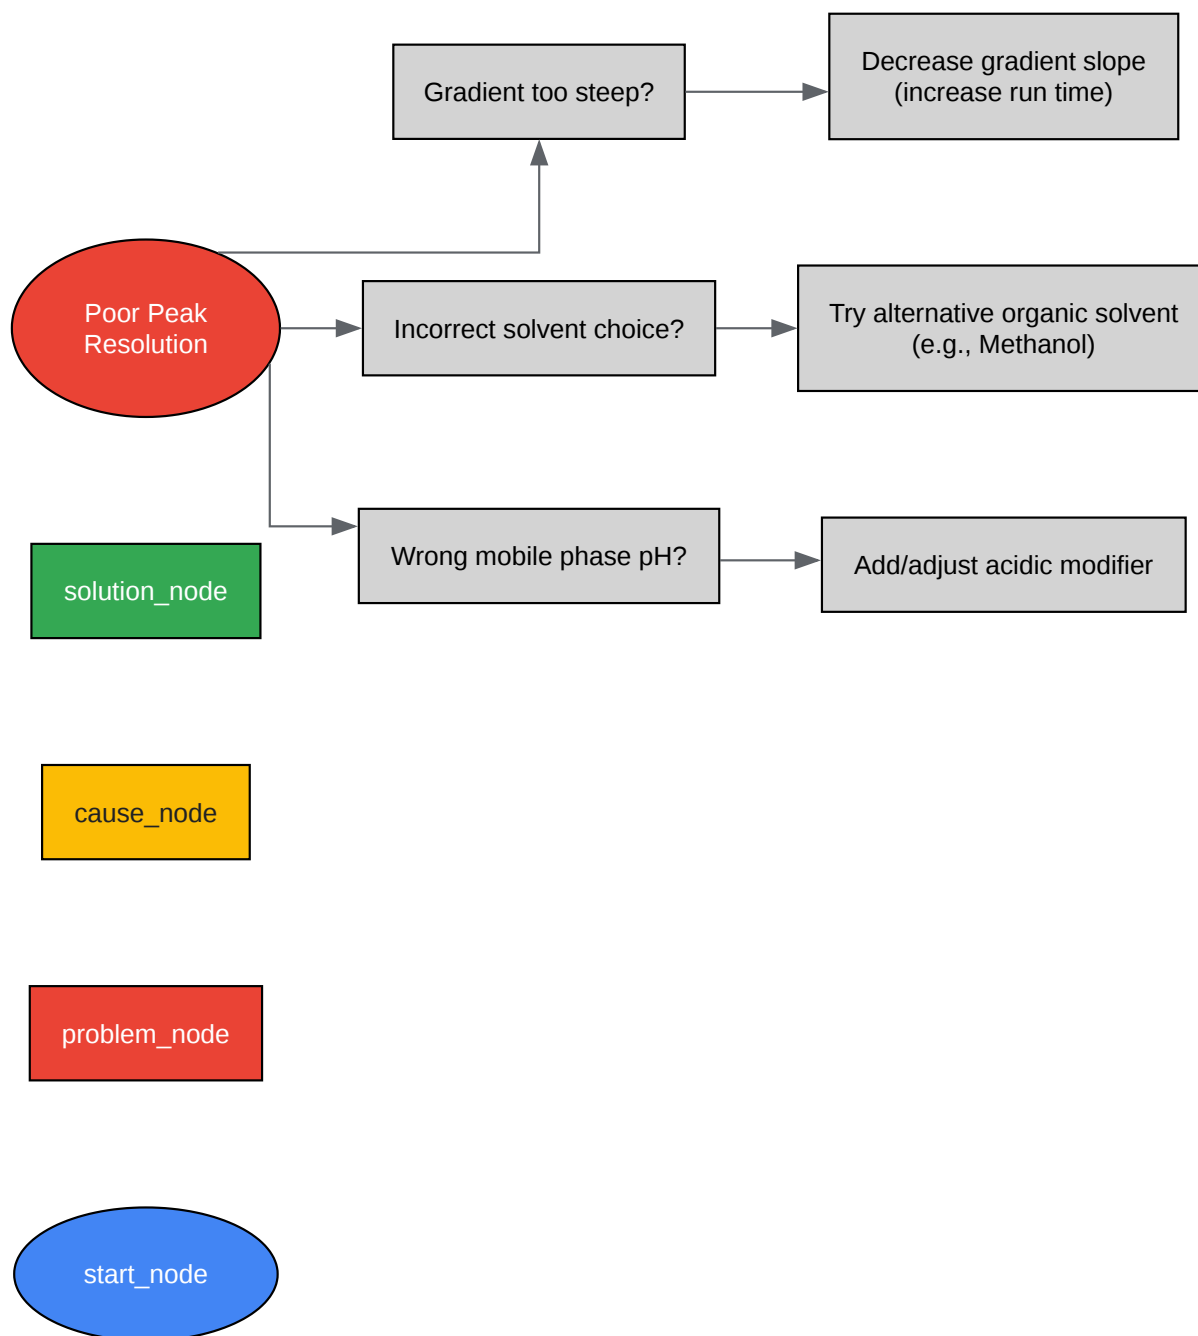 Gradient too steep?
Decrease gradient slope
(increase run time)
Poor Peak
Resolution
Incorrect solvent choice?
Try alternative organic solvent
(e.g., Methanol)
Wrong mobile phase pH?
Add/adjust acidic modifier
solution_node
cause_node
problem_node
start_node